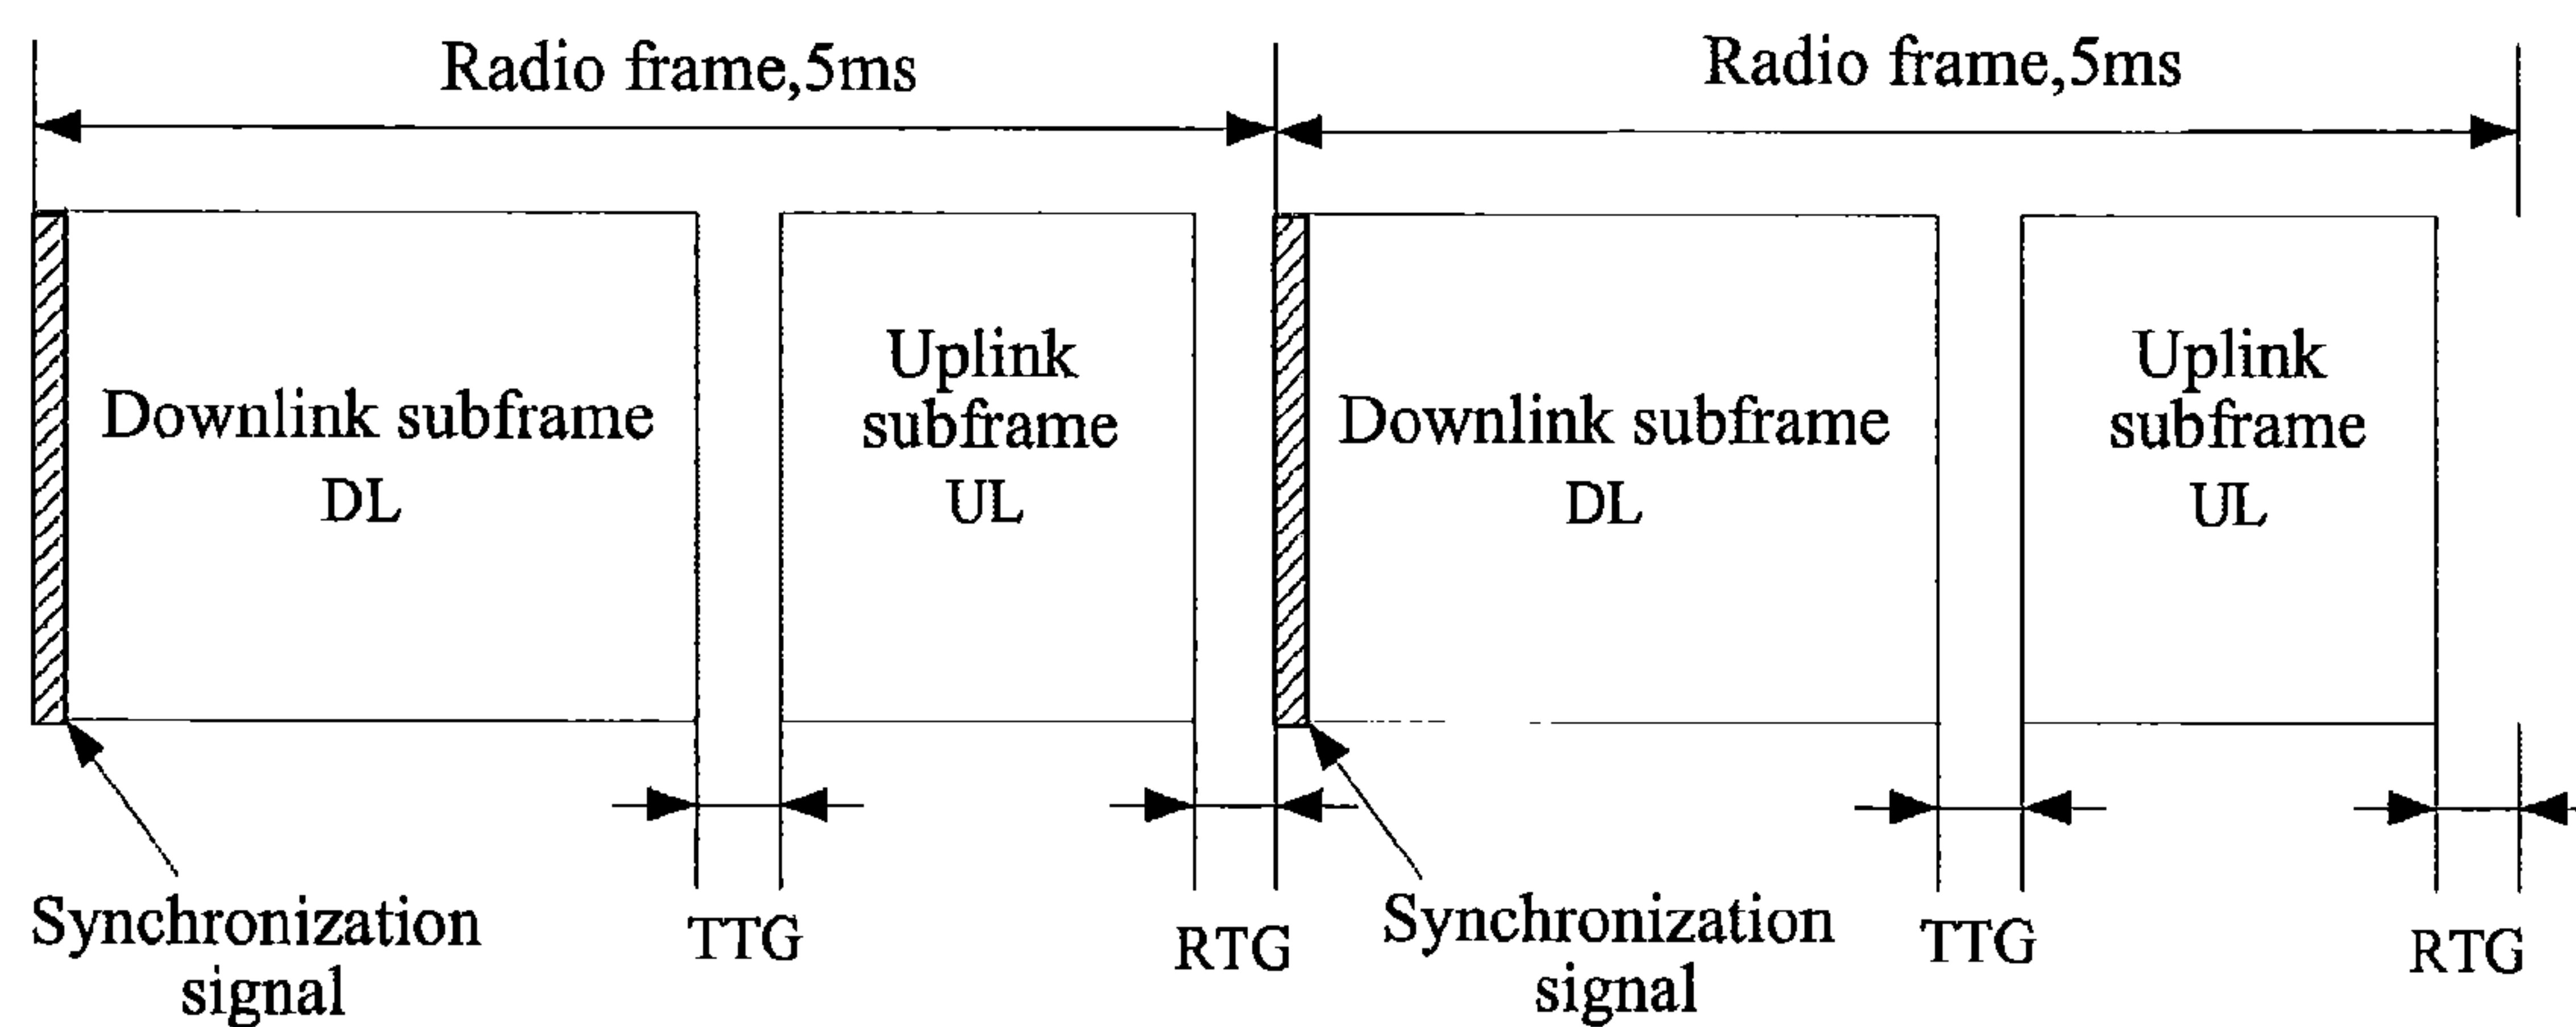 Radio frame,5ms
Radio frame,5ms
Downlink subframe
DL
Uplink
subframe
UL
Downlink subframe
DL
Uplink
subframe
UL
Synchronization
signal
TTG
RTG
Synchronization
signal
TTG
RTG